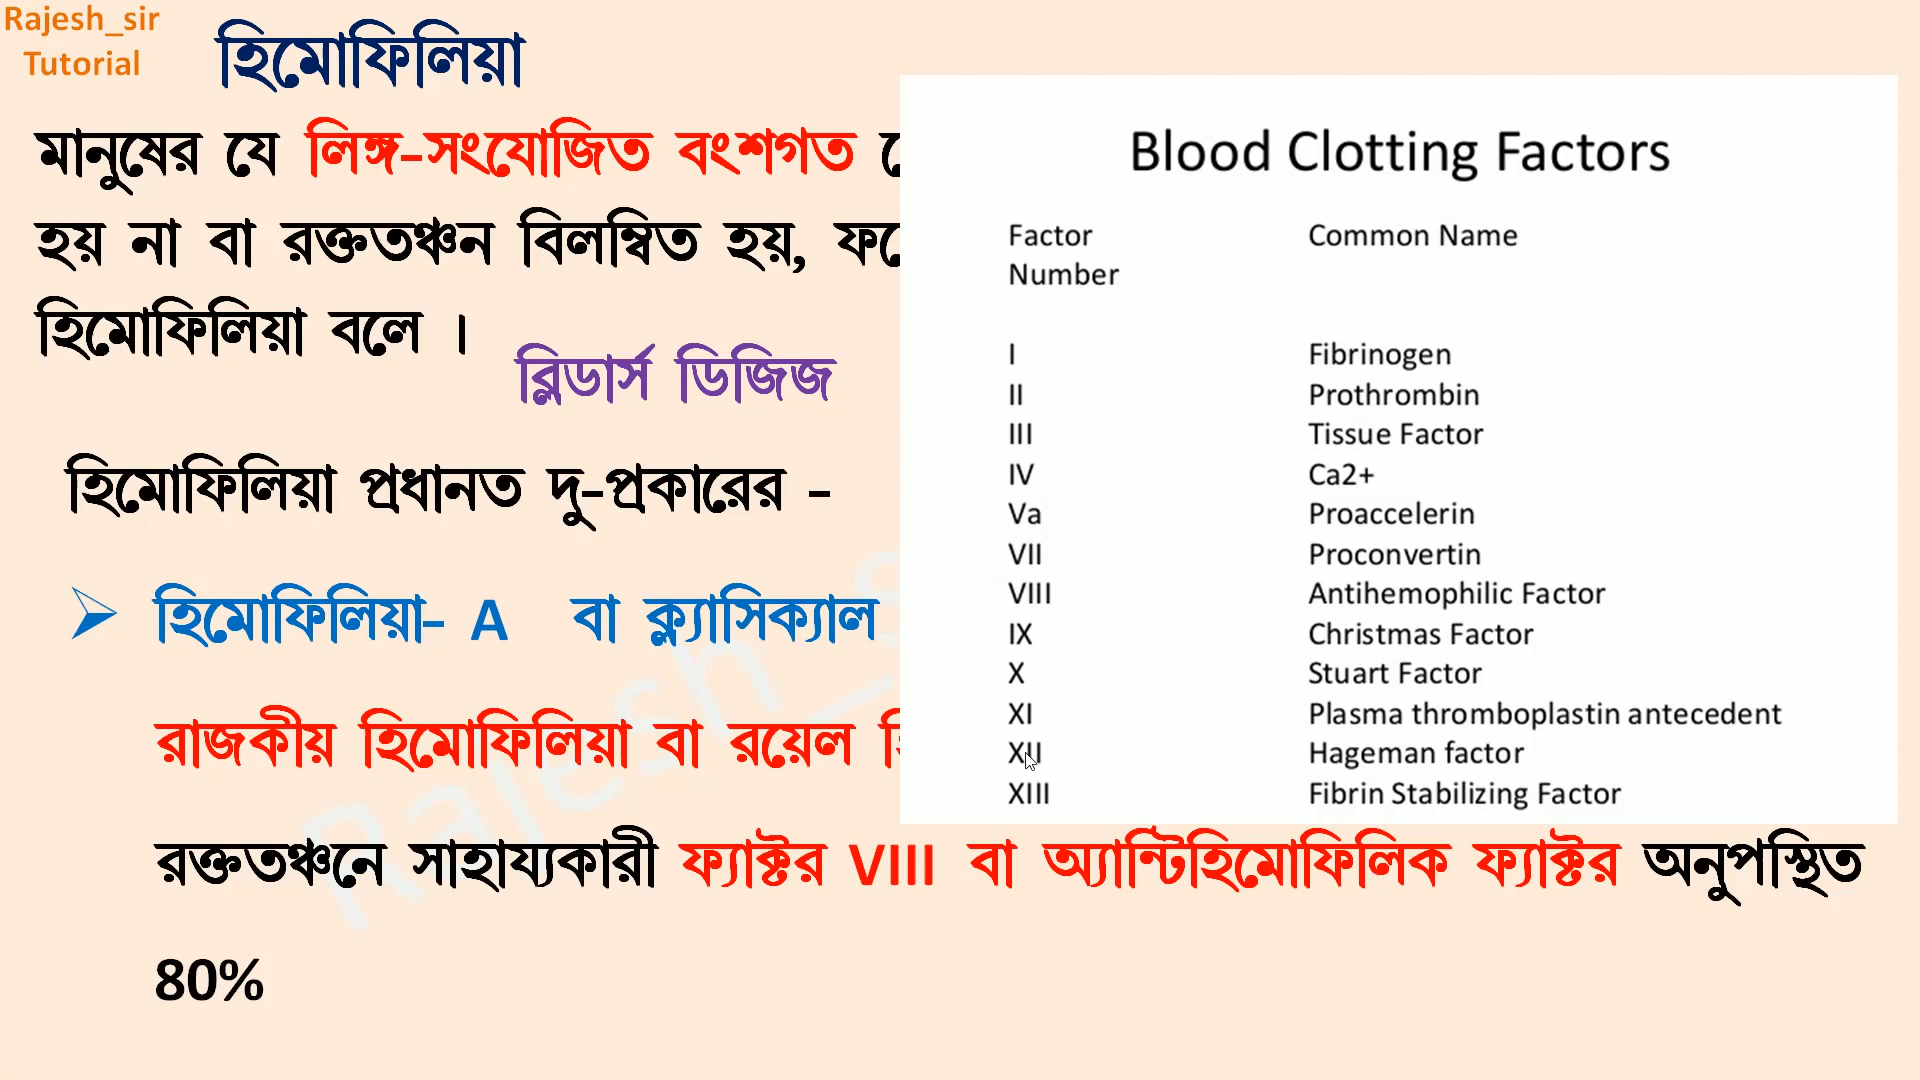 Rajesh_sir
Tutorial
হিমোফিলিয়া
মানুষের যে লিঙ্গ-সংযোজিত বংশগত
হয় না বা রক্ততঞ্চন বিলম্বিত হয়,
হিমোফিলিয়া বলে ।
ব্লিডার্স ডিজিজ
হিমোফিলিয়া প্রধানত দু-প্রকারের -
➢ হিমোফিলিয়া- A বা ক্ল্যাসিক্যাল
রাজকীয় হিমোফিলিয়া বা রয়েল
রক্ততঞ্চনে সাহায্যকারী ফ্যাক্টর VIII বা অ্যান্টিহিমোফিলিক ফ্যাক্টর অনুপস্থিত
80%
Blood Clotting Factors
Factor Number Common Name
I Fibrinogen
II Prothrombin
III Tissue Factor
IV Ca2+
Va Proaccelerin
VII Proconvertin
VIII Antihemophilic Factor
IX Christmas Factor
X Stuart Factor
XI Plasma thromboplastin antecedent
XII Hageman factor
XIII Fibrin Stabilizing Factor